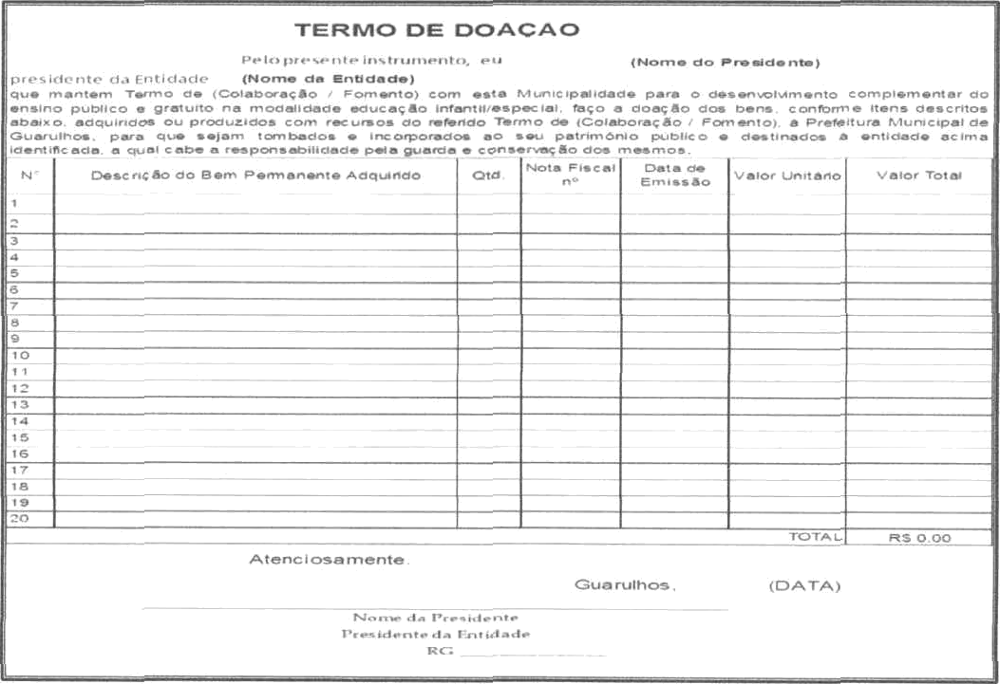 TERMO DE DOAÇAO
Pelo presente instrumento, eu (Nome do Presidente)
presidente da Entidade (Nome da Entidade)
que mantem Termo de (Colaboração / Fomento) com esta Municipalidade para o desenvolvimento complementar do
ensino publico e gratuito na modalidade educação infantil/especial, faço a doação dos bens, conforme itens descritos
abaixo, adquiridos ou produzidos com recursos do referido Termo de (Colaboração / Fomento), à Prefeitura Municipal de
Guarulhos, para que sejam tombados e incorporados ao seu patrimônio público e destinados à entidade acima
identificada, a qual cabe a responsabilidade pela guarda e conservação dos mesmos.
N° Descrição do Bem Permanente Adquirido Qtd. Nota Fiscal nº Data de Emissão Valor Unitário Valor Total
1
2
3
4
5
6
7
8
9
10
11
12
13
14
15
16
17
18
19
20
TOTAL R$ 0.00
Atenciosamente.
Guarulhos, (DATA)
Nome da Presidente
Presidente da Entidade
RG